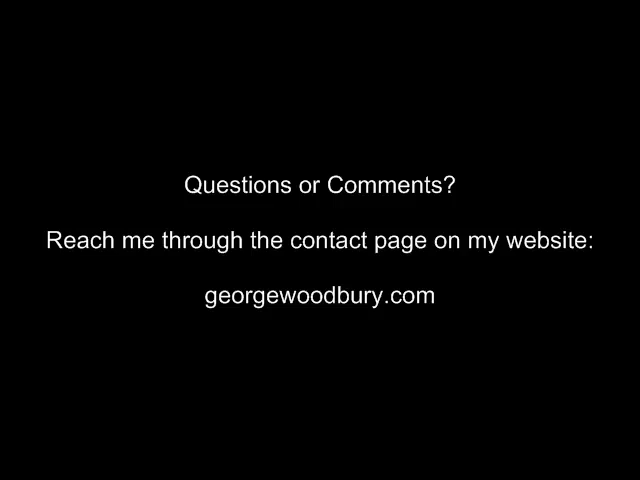 Questions or Comments?
Reach me through the contact page on my website:
georgewoodbury.com